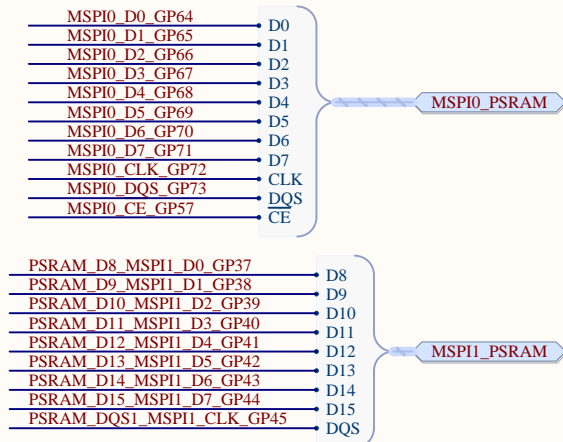 MSPI0_D0_GP64 D0
MSPI0_D1_GP65 D1
MSPI0_D2_GP66 D2
MSPI0_D3_GP67 D3
MSPI0_D4_GP68 D4 MSPI0_PSRAM
MSPI0_D5_GP69 D5
MSPI0_D6_GP70 D6
MSPI0_D7_GP71 D7
MSPI0_CLK_GP72 CLK
MSPI0_DQS_GP73 DQS
MSPI0_CE_GP57 CE
PSRAM_D8_MSPI1_D0_GP37 D8
PSRAM_D9_MSPI1_D1_GP38 D9
PSRAM_D10_MSPI1_D2_GP39 D10
PSRAM_D11_MSPI1_D3_GP40 D11
PSRAM_D12_MSPI1_D4_GP41 D12 MSPI1_PSRAM
PSRAM_D13_MSPI1_D5_GP42 D13
PSRAM_D14_MSPI1_D6_GP43 D14
PSRAM_D15_MSPI1_D7_GP44 D15
PSRAM_DQS1_MSPI1_CLK_GP45 DQS